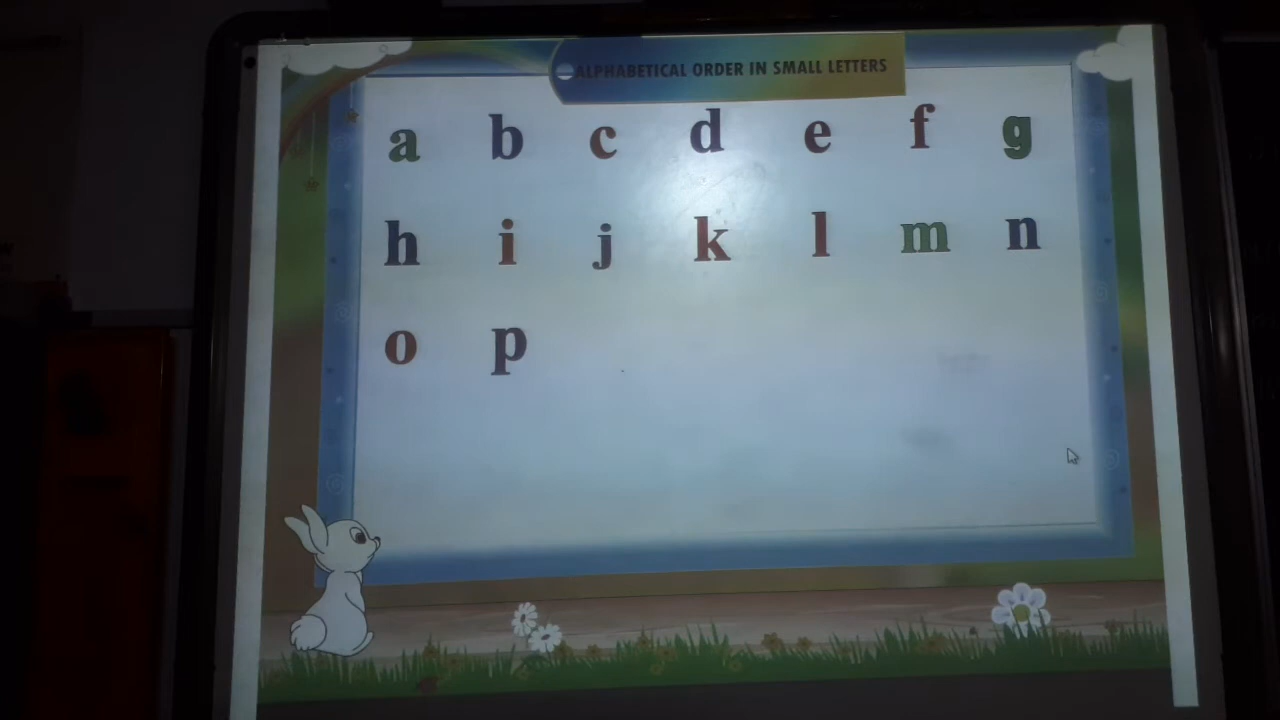 ALPHABETICAL ORDER IN SMALL LETTERS
a b c d e f g
h i j k l m n
o p